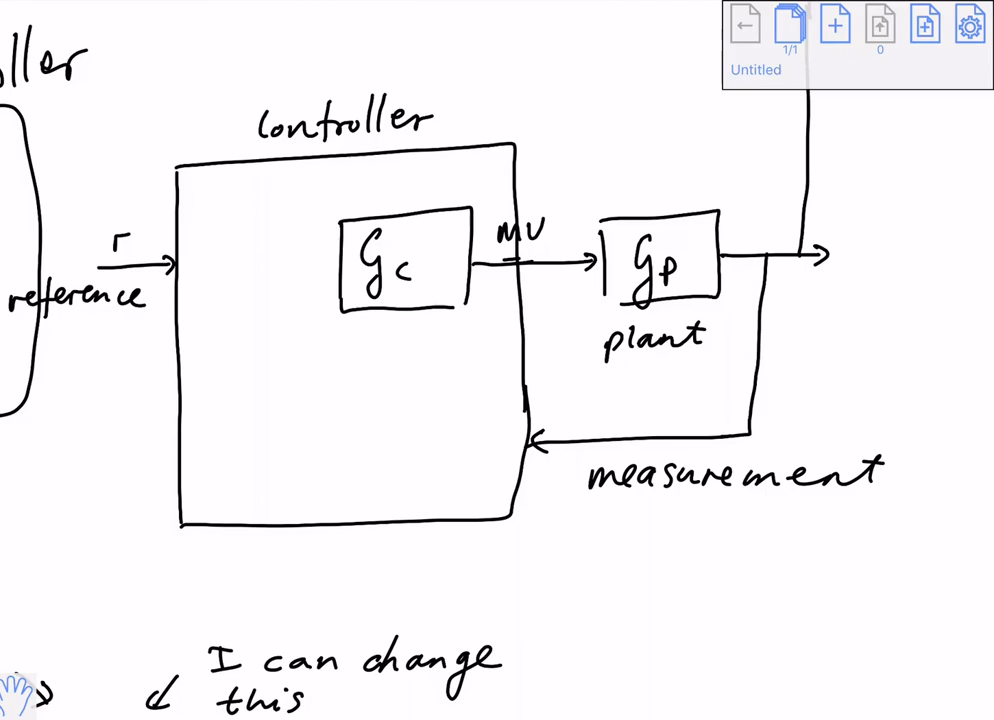 1/1
0
Untitled
ller
controller
r
reference
Gc
MV
Gp
plant
measurement
I can change
this